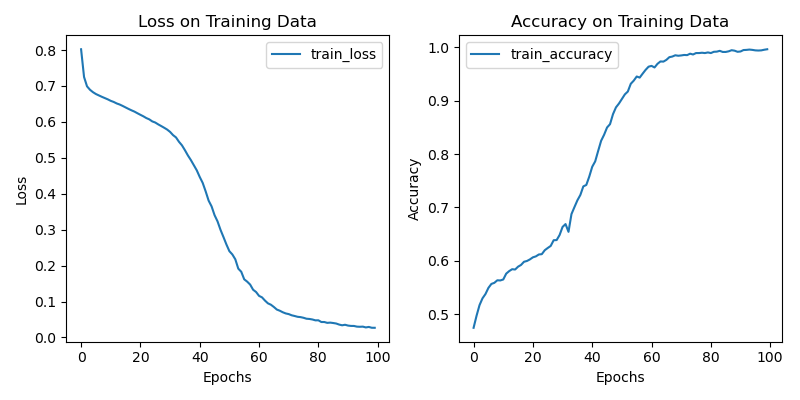 Loss on Training Data
train_loss
0.8
0.7
0.6
0.5
0.4
0.3
0.2
0.1
0.0
Loss
0 20 40 60 80 100
Epochs
Accuracy on Training Data
train_accuracy
1.0
0.9
0.8
0.7
0.6
0.5
Accuracy
0 20 40 60 80 100
Epochs